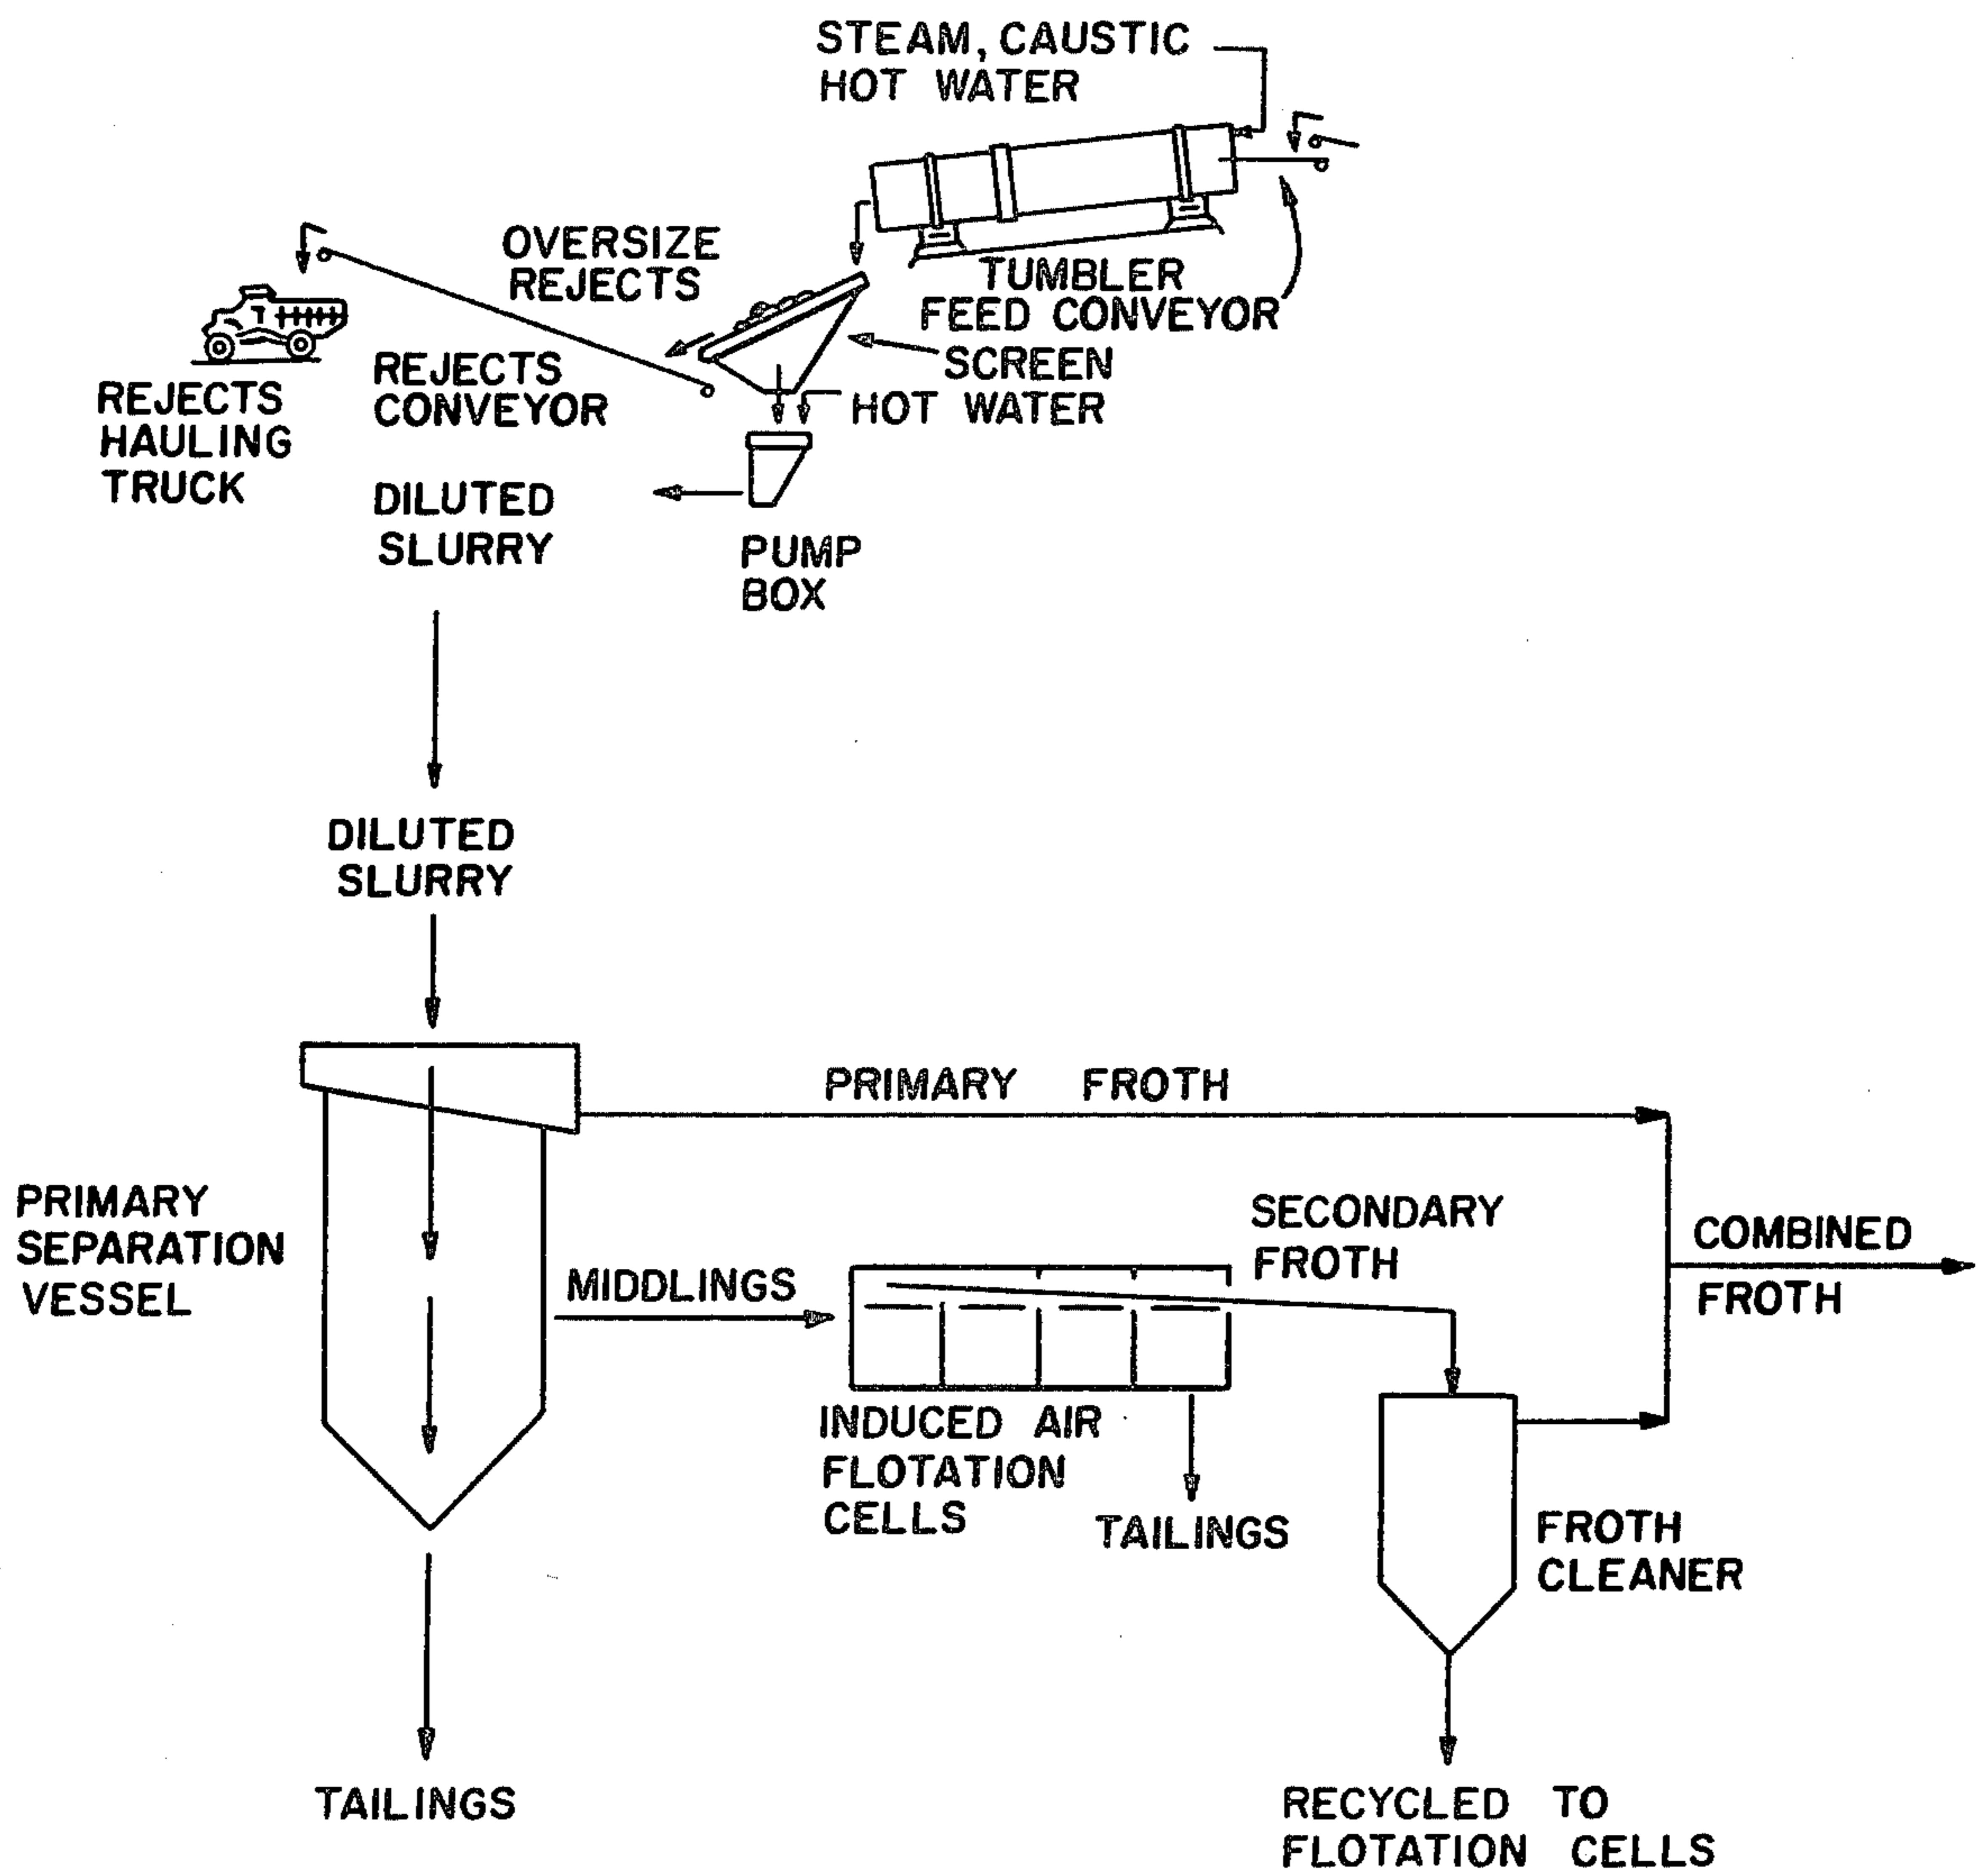 STEAM, CAUSTIC
HOT WATER
OVERSIZE
REJECTS
TUMBLER
FEED CONVEYOR
SCREEN
HOT WATER
REJECTS
CONVEYOR
REJECTS
HAULING
TRUCK
DILUTED
SLURRY
PUMP
BOX
DILUTED
SLURRY
PRIMARY FROTH
PRIMARY
SEPARATION
VESSEL
SECONDARY
FROTH
COMBINED
FROTH
MIDDLINGS
INDUCED AIR
FLOTATION
CELLS
TAILINGS
FROTH
CLEANER
TAILINGS
RECYCLED TO
FLOTATION CELLS